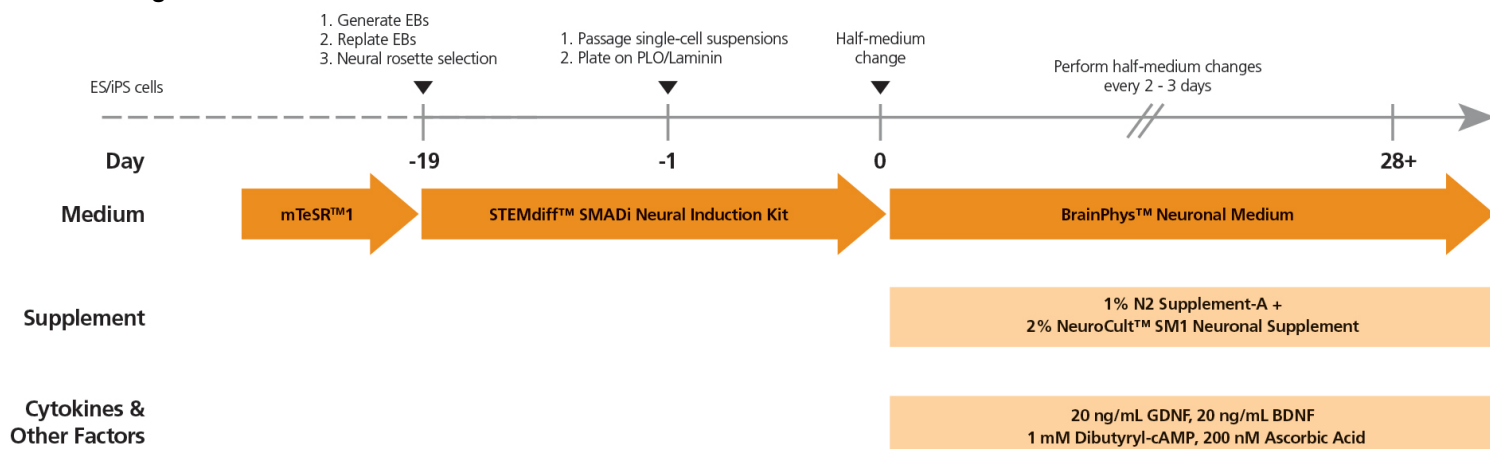 1. Generate EBs
2. Replate EBs
3. Neural rosette selection
1. Passage single-cell suspensions
2. Plate on PLO/Laminin
Half-medium
change
Perform half-medium changes
every 2 - 3 days
ES/iPS cells
Day
-19
-1
0
28+
Medium
mTeSR™1
STEMdiff™ SMADi Neural Induction Kit
BrainPhys™ Neuronal Medium
Supplement
1% N2 Supplement-A +
2% NeuroCult™ SM1 Neuronal Supplement
Cytokines &
Other Factors
20 ng/mL GDNF, 20 ng/mL BDNF
1 mM Dibutyryl-cAMP, 200 nM Ascorbic Acid